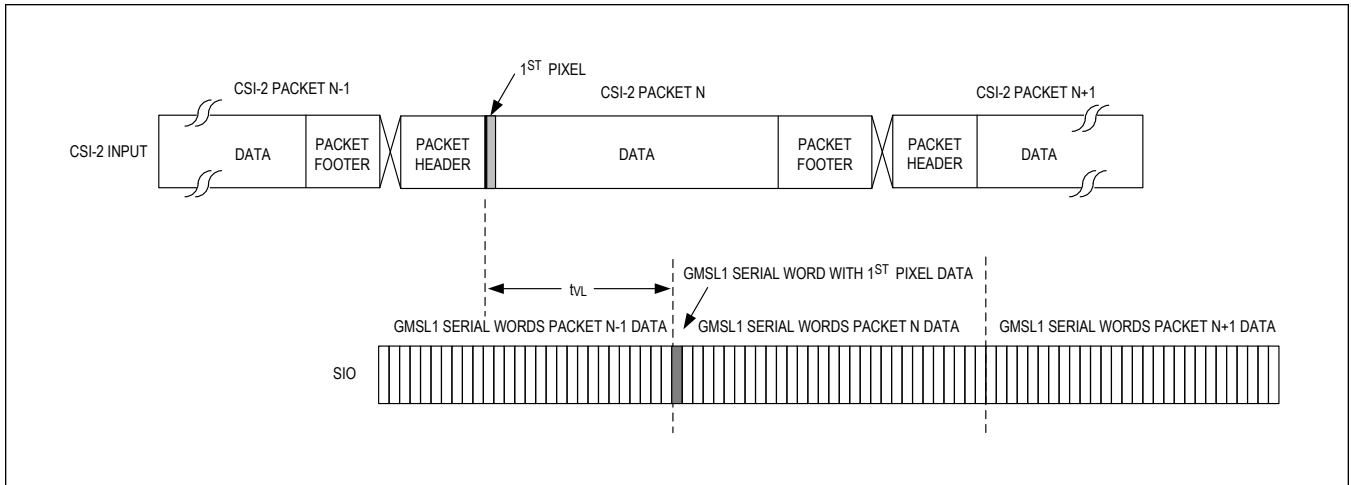 1ST PIXEL
CSI-2 PACKET N-1
CSI-2 PACKET N
CSI-2 PACKET N+1
CSI-2 INPUT
DATA
PACKET
FOOTER
PACKET
HEADER
DATA
PACKET
FOOTER
PACKET
HEADER
DATA
tVL
GMSL1 SERIAL WORD WITH 1ST PIXEL DATA
GMSL1 SERIAL WORDS PACKET N-1 DATA
GMSL1 SERIAL WORDS PACKET N DATA
GMSL1 SERIAL WORDS PACKET N+1 DATA
SIO